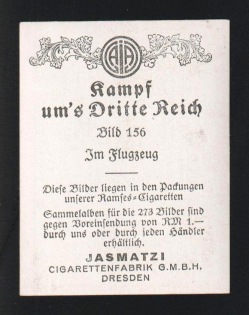 Kampf
um's Dritte Reich
Bild 156
Im Flugzeug
Diese Bilder liegen in den Packungen
unserer Ramses=Cigaretten
Sammelalben für die 273 Bilder sind
gegen Voreinsendung von RM 1.—
durch uns oder durch jeden Händler
erhältlich.
JASMATZI
CIGARETTENFABRIK G.M.B.H.
DRESDEN